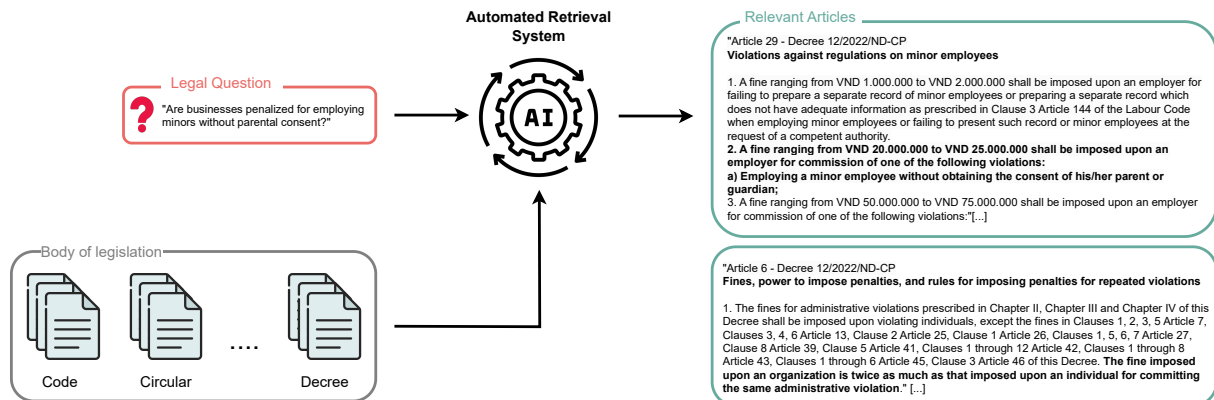 Automated Retrieval
System
Legal Question
?
"Are businesses penalized for employing
minors without parental consent?"
AI
Body of legislation
....
Code
Circular
Decree
Relevant Articles
"Article 29 - Decree 12/2022/ND-CP
Violations against regulations on minor employees
1. A fine ranging from VND 1.000.000 to VND 2.000.000 shall be imposed upon an employer for
failing to prepare a separate record of minor employees or preparing a separate record which
does not have adequate information as prescribed in Clause 3 Article 144 of the Labour Code
when employing minor employees or failing to present such record or minor employees at the
request of a competent authority.
2. A fine ranging from VND 20.000.000 to VND 25.000.000 shall be imposed upon an
employer for commission of one of the following violations:
a) Employing a minor employee without obtaining the consent of his/her parent or
guardian;
3. A fine ranging from VND 50.000.000 to VND 75.000.000 shall be imposed upon an employer
for commission of one of the following violations:"[...]
"Article 6 - Decree 12/2022/ND-CP
Fines, power to impose penalties, and rules for imposing penalties for repeated violations
1. The fines for administrative violations prescribed in Chapter II, Chapter III and Chapter IV of this
Decree shall be imposed upon violating individuals, except the fines in Clauses 1, 2, 3, 5 Article 7,
Clauses 3, 4, 6 Article 13, Clause 2 Article 25, Clause 1 Article 26, Clauses 1, 5, 6, 7 Article 27,
Clause 8 Article 39, Clause 5 Article 41, Clauses 1 through 12 Article 42, Clauses 1 through 8
Article 43, Clauses 1 through 6 Article 45, Clause 3 Article 46 of this Decree. The fine imposed
upon an organization is twice as much as that imposed upon an individual for committing
the same administrative violation." [...]